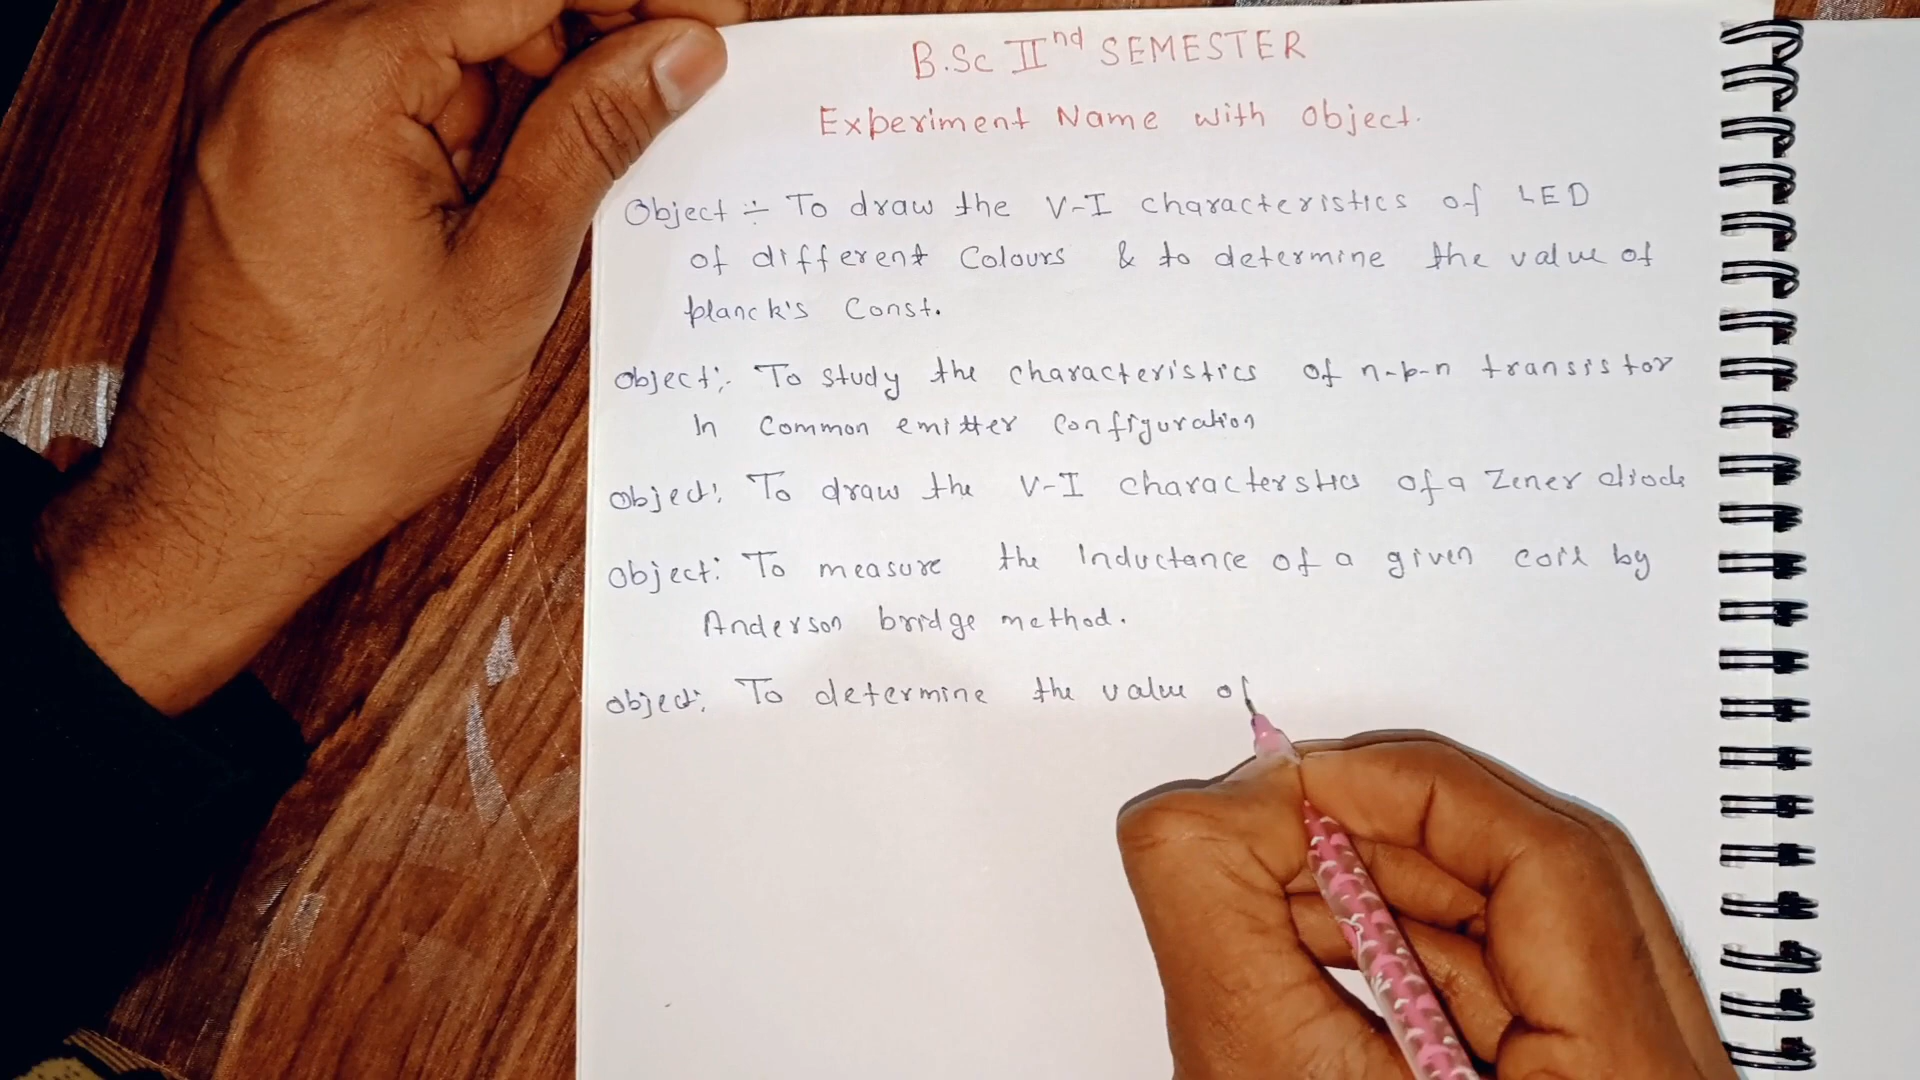 B.Sc IInd SEMESTER
Experiment Name with Object.
Object ÷ To draw the V-I characteristics of LED
of different Colours & to determine the value of
planck's Const.
Object:- To study the characteristics of n-p-n transistor
In Common emitter Configuration
Object: To draw the V-I characterstics of a Zener diode
Object: To measure the Inductance of a given coil by
Anderson bridge method.
Object: To determine the value of